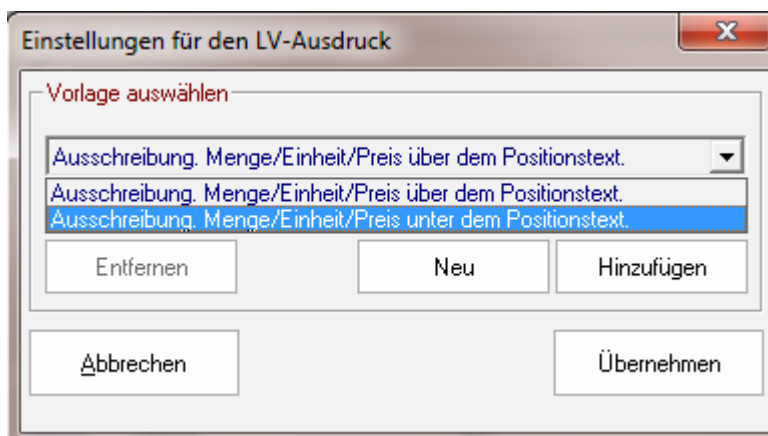 Einstellungen für den LV-Ausdruck
Vorlage auswählen
Ausschreibung. Menge/Einheit/Preis über dem Positionstext.
Ausschreibung. Menge/Einheit/Preis über dem Positionstext.
Ausschreibung. Menge/Einheit/Preis unter dem Positionstext.
Entfernen Neu Hinzufügen
Abbrechen Übernehmen